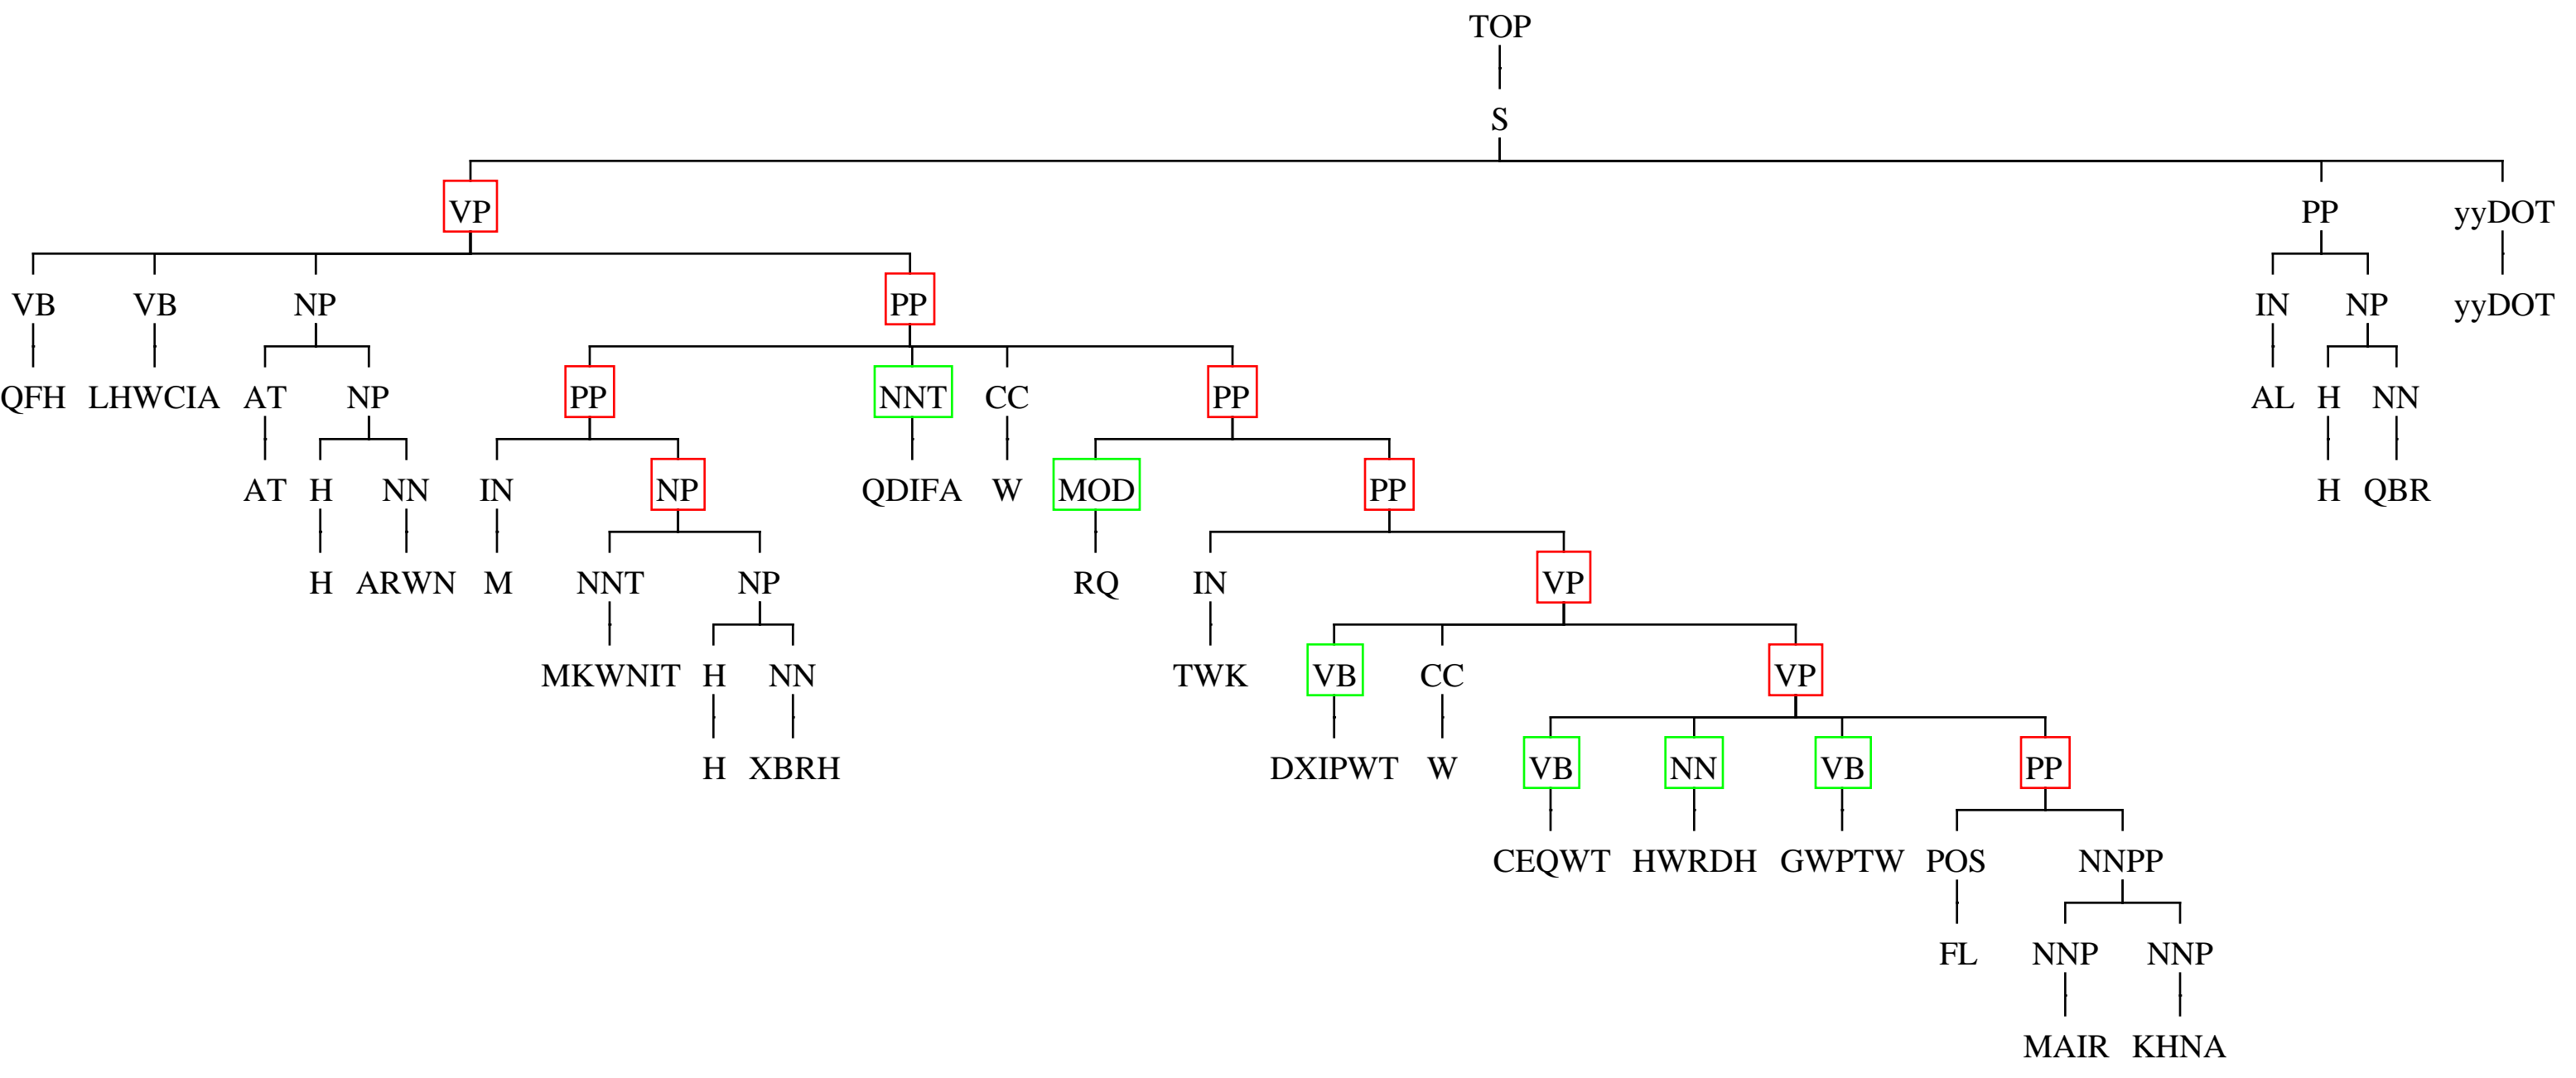 TOP
S
VP PP yyDOT
VB VB NP PP IN NP yyDOT
QFH LHWCIA AT NP PP NNT CC PP AL H NN
AT H NN IN NP QDIFA W MOD PP H QBR
H ARWN M NNT NP RQ IN VP
MKWNIT H NN TWK VB CC VP
H XBRH DXIPWT W VB NN VB PP
CEQWT HWRDH GWPTW POS NNPP
FL NNP NNP
MAIR KHNA